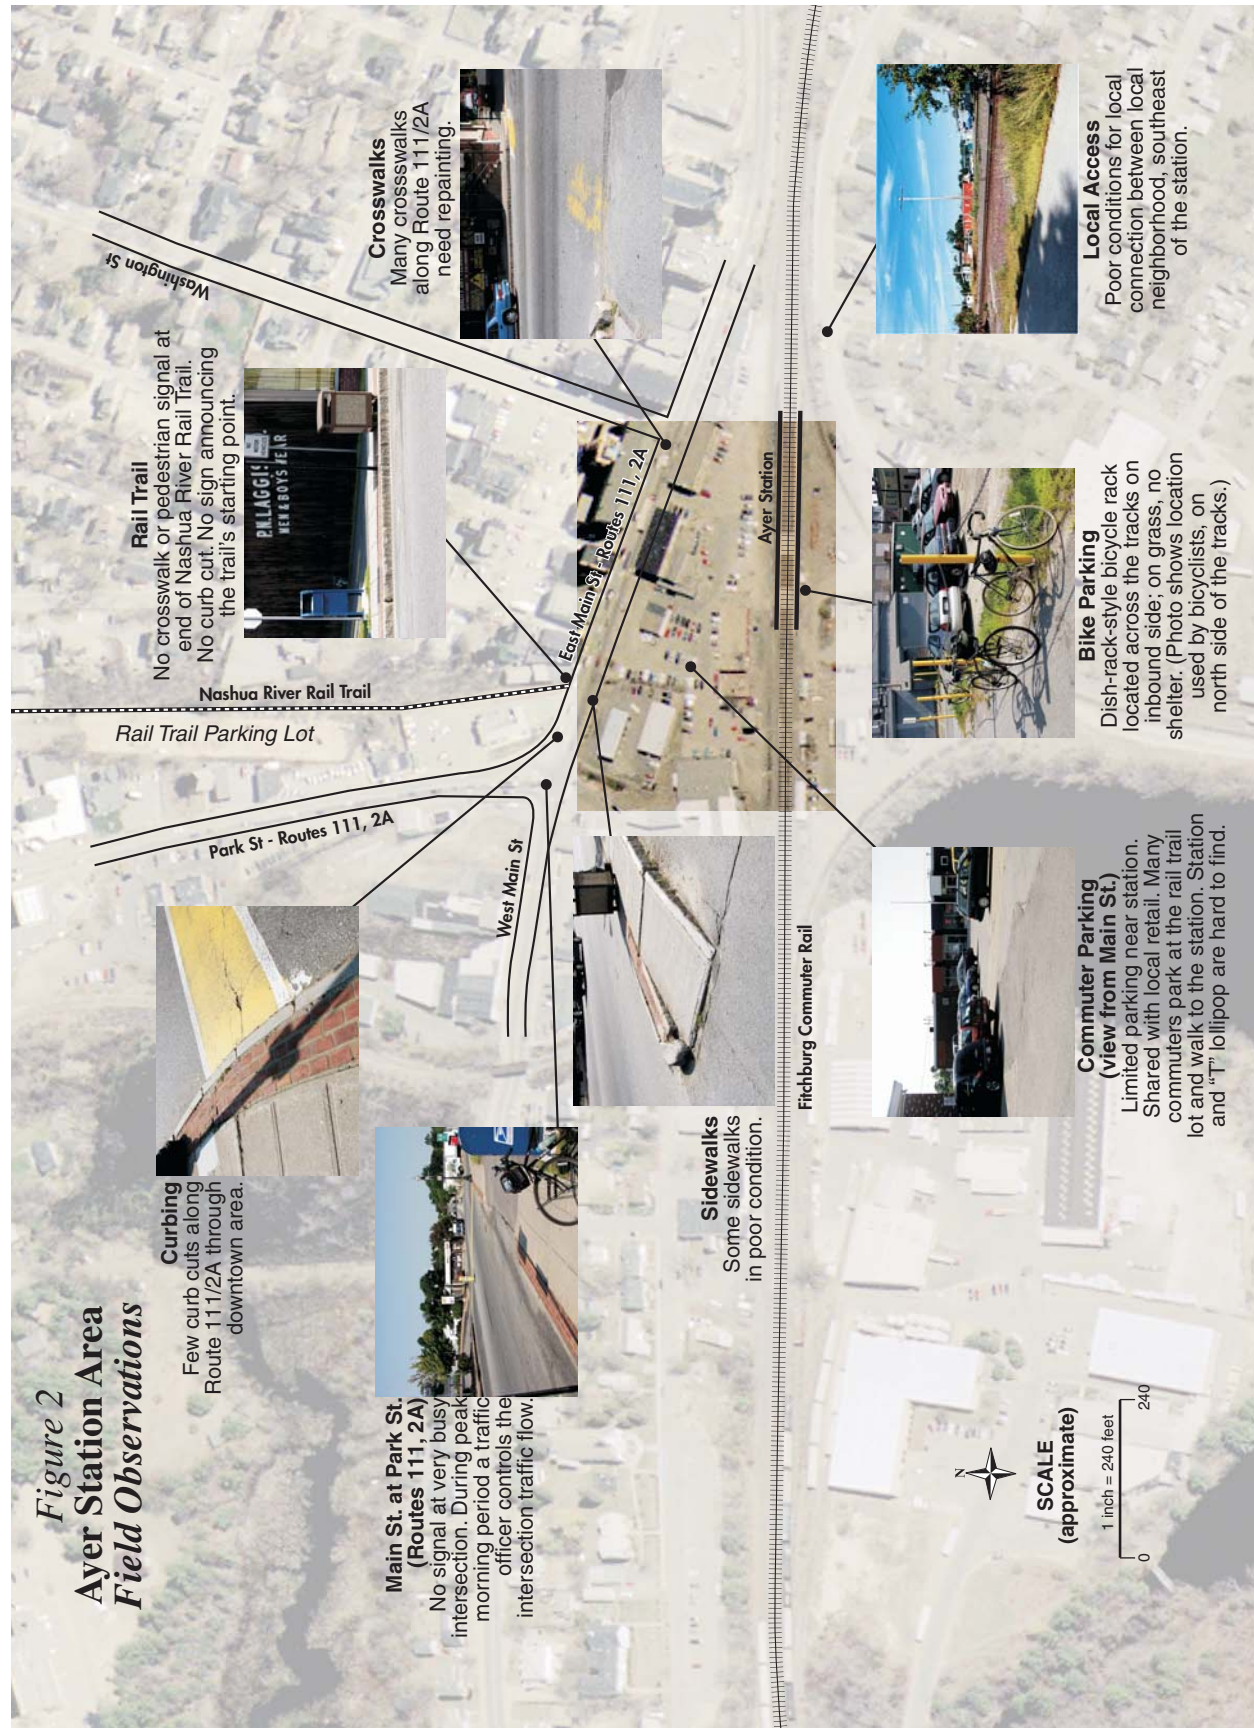 Figure 2
Ayer Station Area
Field Observations
Curbing
Few curb cuts along
Route 111/2A through
downtown area.
Main St. at Park St.
(Routes 111, 2A)
No signal at very busy
intersection. During peak
morning period a traffic
officer controls the
intersection traffic flow.
Rail Trail
No crosswalk or pedestrian signal at
end of Nashua River Rail Trail.
No curb cut. No sign announcing
the trail's starting point.
P.N. LAGGIS
MEN & BOYS WEAR
Crosswalks
Many crossswalks
along Route 111/2A
need repainting.
Washington St
Nashua River Rail Trail
Rail Trail Parking Lot
Park St - Routes 111, 2A
West Main St
East Main St - Routes 111, 2A
Ayer Station
Sidewalks
Some sidewalks
in poor condition.
Fitchburg Commuter Rail
Commuter Parking
(view from Main St.)
Limited parking near station.
Shared with local retail. Many
commuters park at the rail trail
lot and walk to the station. Station
and “T” lollipop are hard to find.
Bike Parking
Dish-rack-style bicycle rack
located across the tracks on
inbound side; on grass, no
shelter. (Photo shows location
used by bicyclists, on
north side of the tracks.)
Local Access
Poor conditions for local
connection between local
neighborhood, southeast
of the station.
N
SCALE
(approximate)
1 inch = 240 feet
0
240